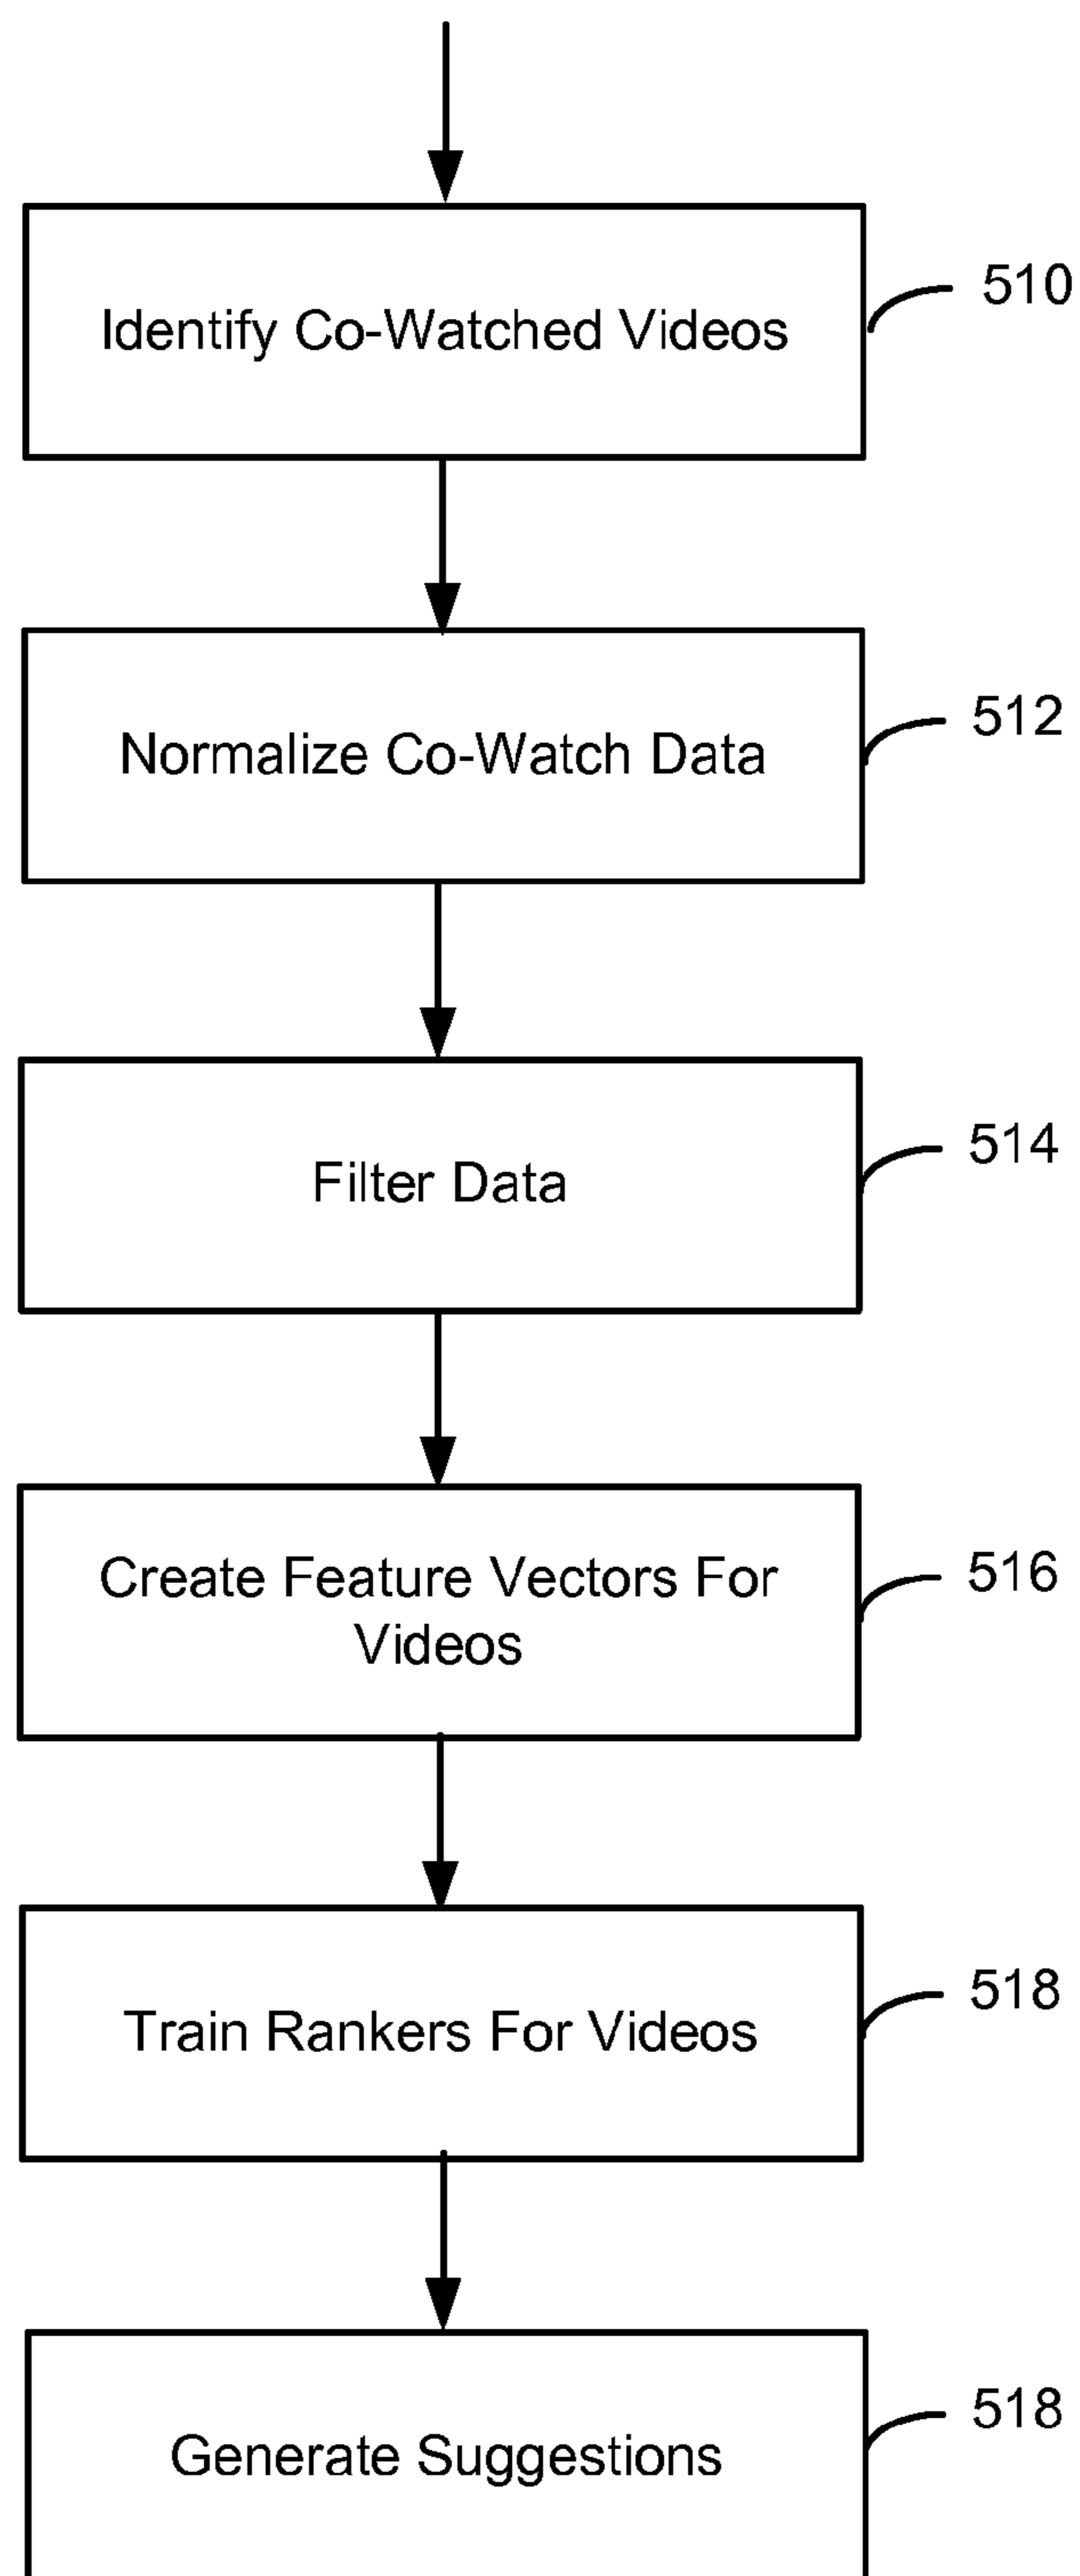 Identify Co-Watched Videos
510
Normalize Co-Watch Data
512
Filter Data
514
Create Feature Vectors For
Videos
516
Train Rankers For Videos
518
Generate Suggestions
518